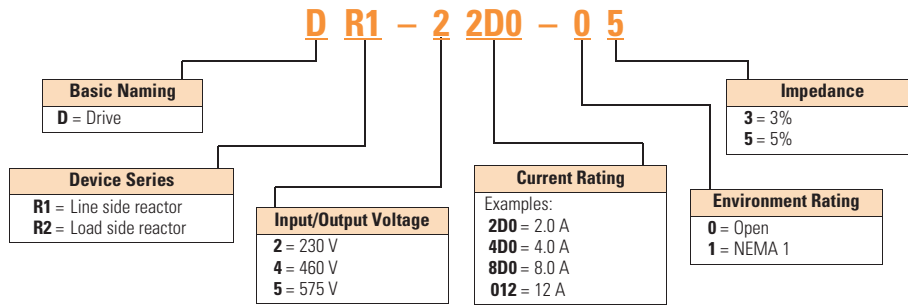 D R1 – 2 2D0 – 0 5
Basic Naming
D = Drive
Device Series
R1 = Line side reactor
R2 = Load side reactor
Input/Output Voltage
2 = 230 V
4 = 460 V
5 = 575 V
Current Rating
Examples:
2D0 = 2.0 A
4D0 = 4.0 A
8D0 = 8.0 A
012 = 12 A
Environment Rating
0 = Open
1 = NEMA 1
Impedance
3 = 3%
5 = 5%